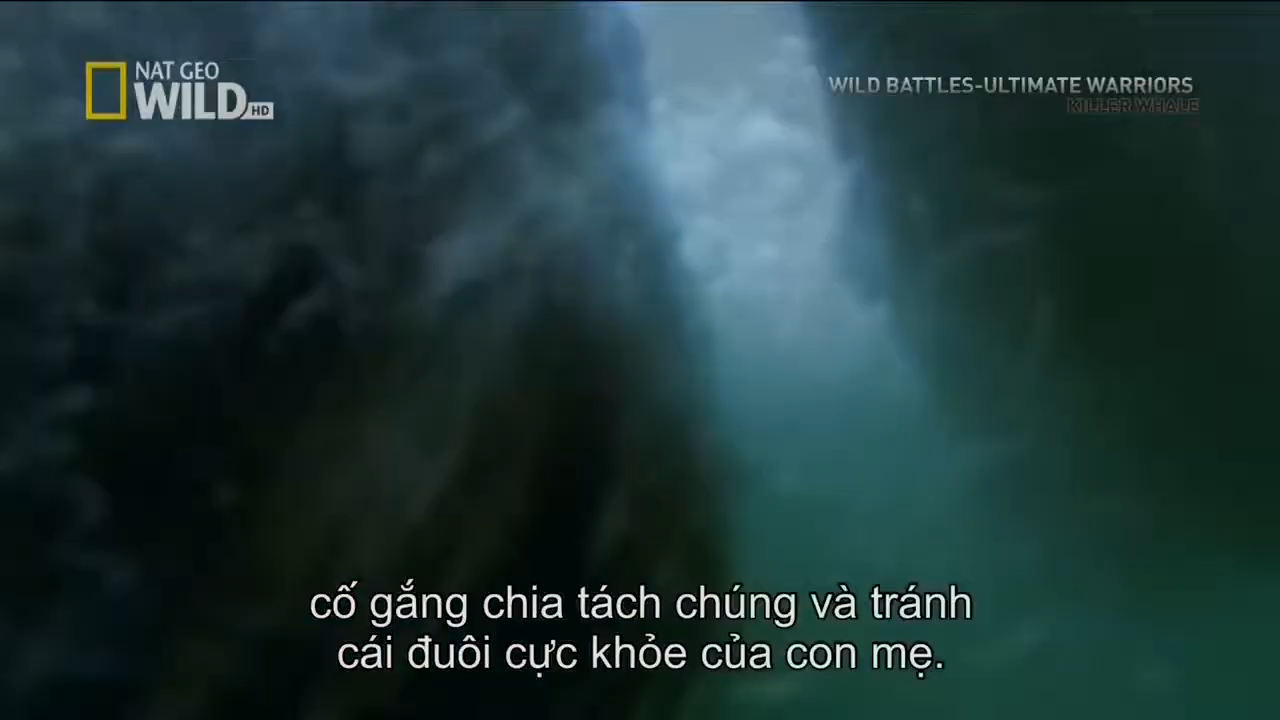 NAT GEO
WILD HD
WILD BATTLES-ULTIMATE WARRIORS
KILLER WHALE
cố gắng chia tách chúng và tránh
cái đuôi cực khỏe của con mẹ.